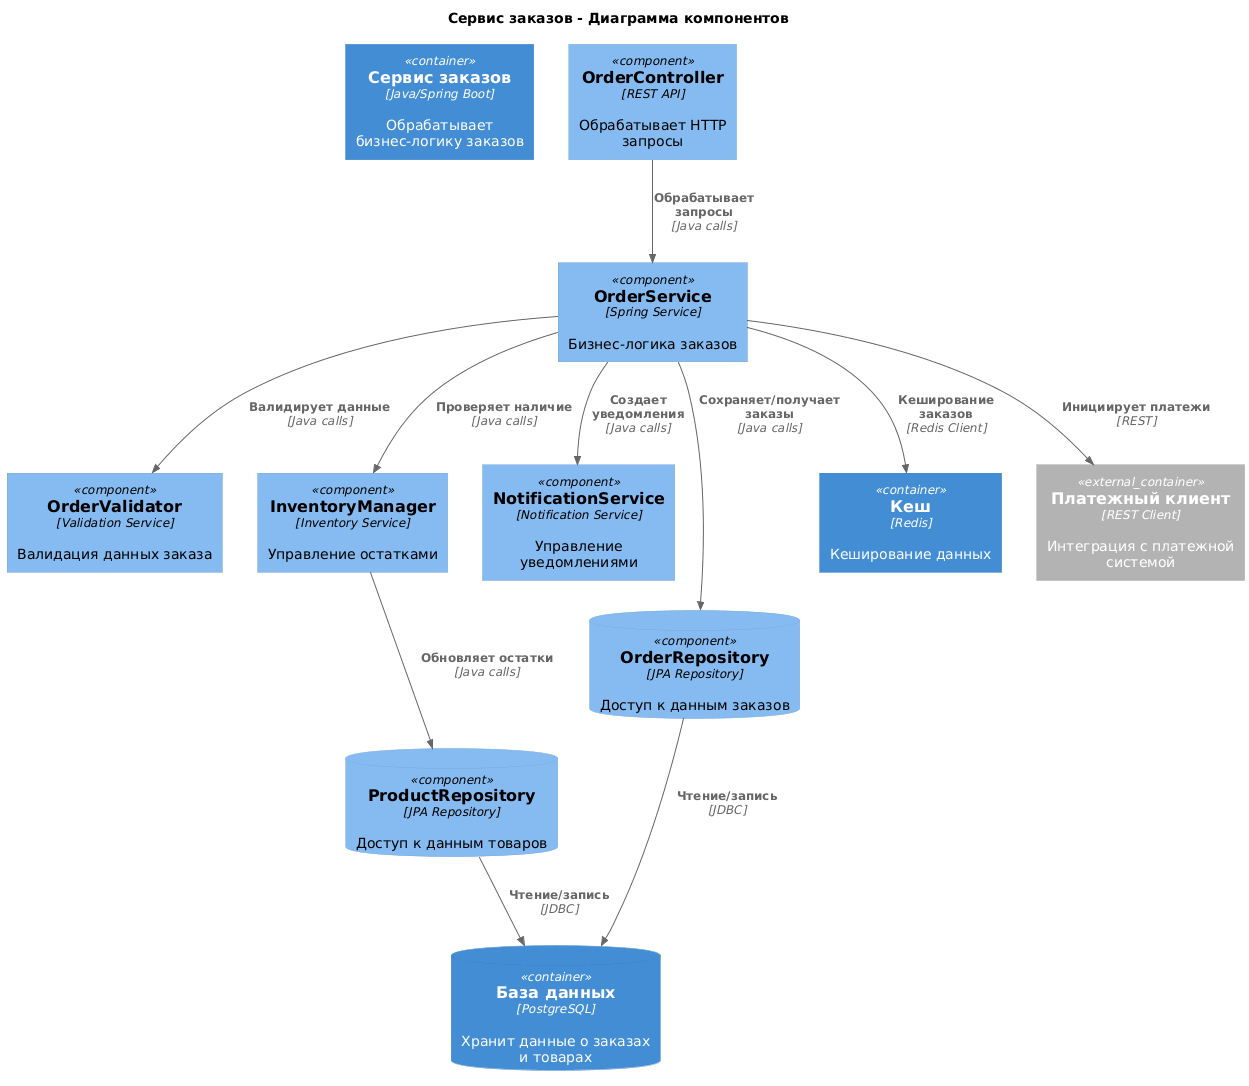 Сервис заказов - Диаграмма компонентов
«container»
Сервис заказов
[Java/Spring Boot]
Обрабатывает
бизнес-логику заказов
«component»
OrderController
[REST API]
Обрабатывает HTTP
запросы
Обрабатывает
запросы
[Java calls]
«component»
OrderService
[Spring Service]
Бизнес-логика заказов
Валидирует данные
[Java calls]
Проверяет наличие
[Java calls]
Создает
уведомления
[Java calls]
Сохраняет/получает
заказы
[Java calls]
Кеширование
заказов
[Redis Client]
Инициирует платежи
[REST]
«component»
OrderValidator
[Validation Service]
Валидация данных заказа
«component»
InventoryManager
[Inventory Service]
Управление остатками
«component»
NotificationService
[Notification Service]
Управление
уведомлениями
«container»
Кеш
[Redis]
Кеширование данных
«external_container»
Платежный клиент
[REST Client]
Интеграция с платежной
системой
«component»
OrderRepository
[JPA Repository]
Доступ к данным заказов
Обновляет остатки
[Java calls]
«component»
ProductRepository
[JPA Repository]
Доступ к данным товаров
Чтение/запись
[JDBC]
Чтение/запись
[JDBC]
«container»
База данных
[PostgreSQL]
Хранит данные о заказах
и товарах